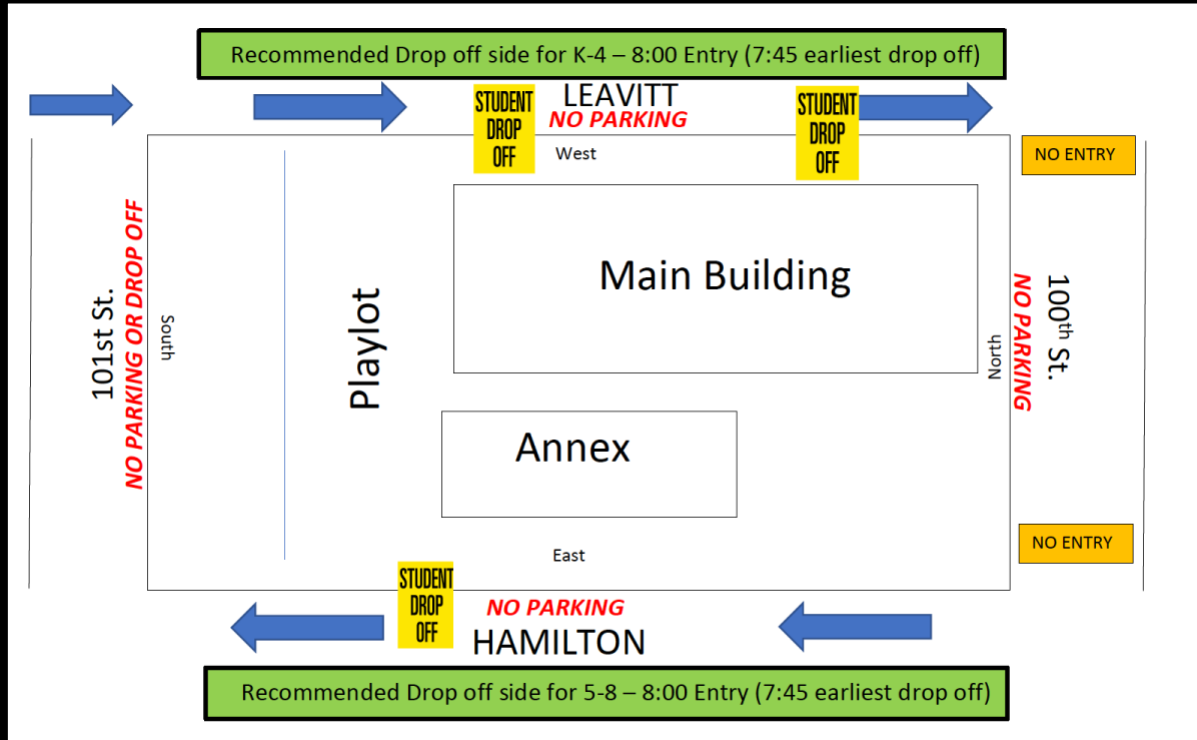 Recommended Drop off side for K-4 – 8:00 Entry (7:45 earliest drop off)
STUDENT
DROP
OFF
LEAVITT
NO PARKING
STUDENT
DROP
OFF
West
NO ENTRY
101st St.
NO PARKING OR DROP OFF
South
Playlot
Main Building
North
NO PARKING
100th St.
Annex
East
NO ENTRY
STUDENT
DROP
OFF
NO PARKING
HAMILTON
Recommended Drop off side for 5-8 – 8:00 Entry (7:45 earliest drop off)